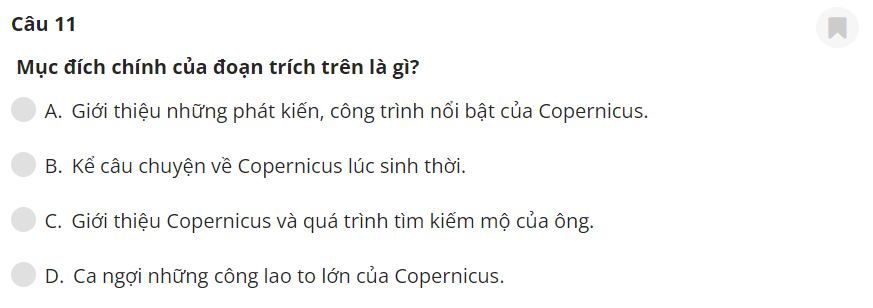 Câu 11
Mục đích chính của đoạn trích trên là gì?
A. Giới thiệu những phát kiến, công trình nổi bật của Copernicus.
B. Kể câu chuyện về Copernicus lúc sinh thời.
C. Giới thiệu Copernicus và quá trình tìm kiếm mộ của ông.
D. Ca ngợi những công lao to lớn của Copernicus.